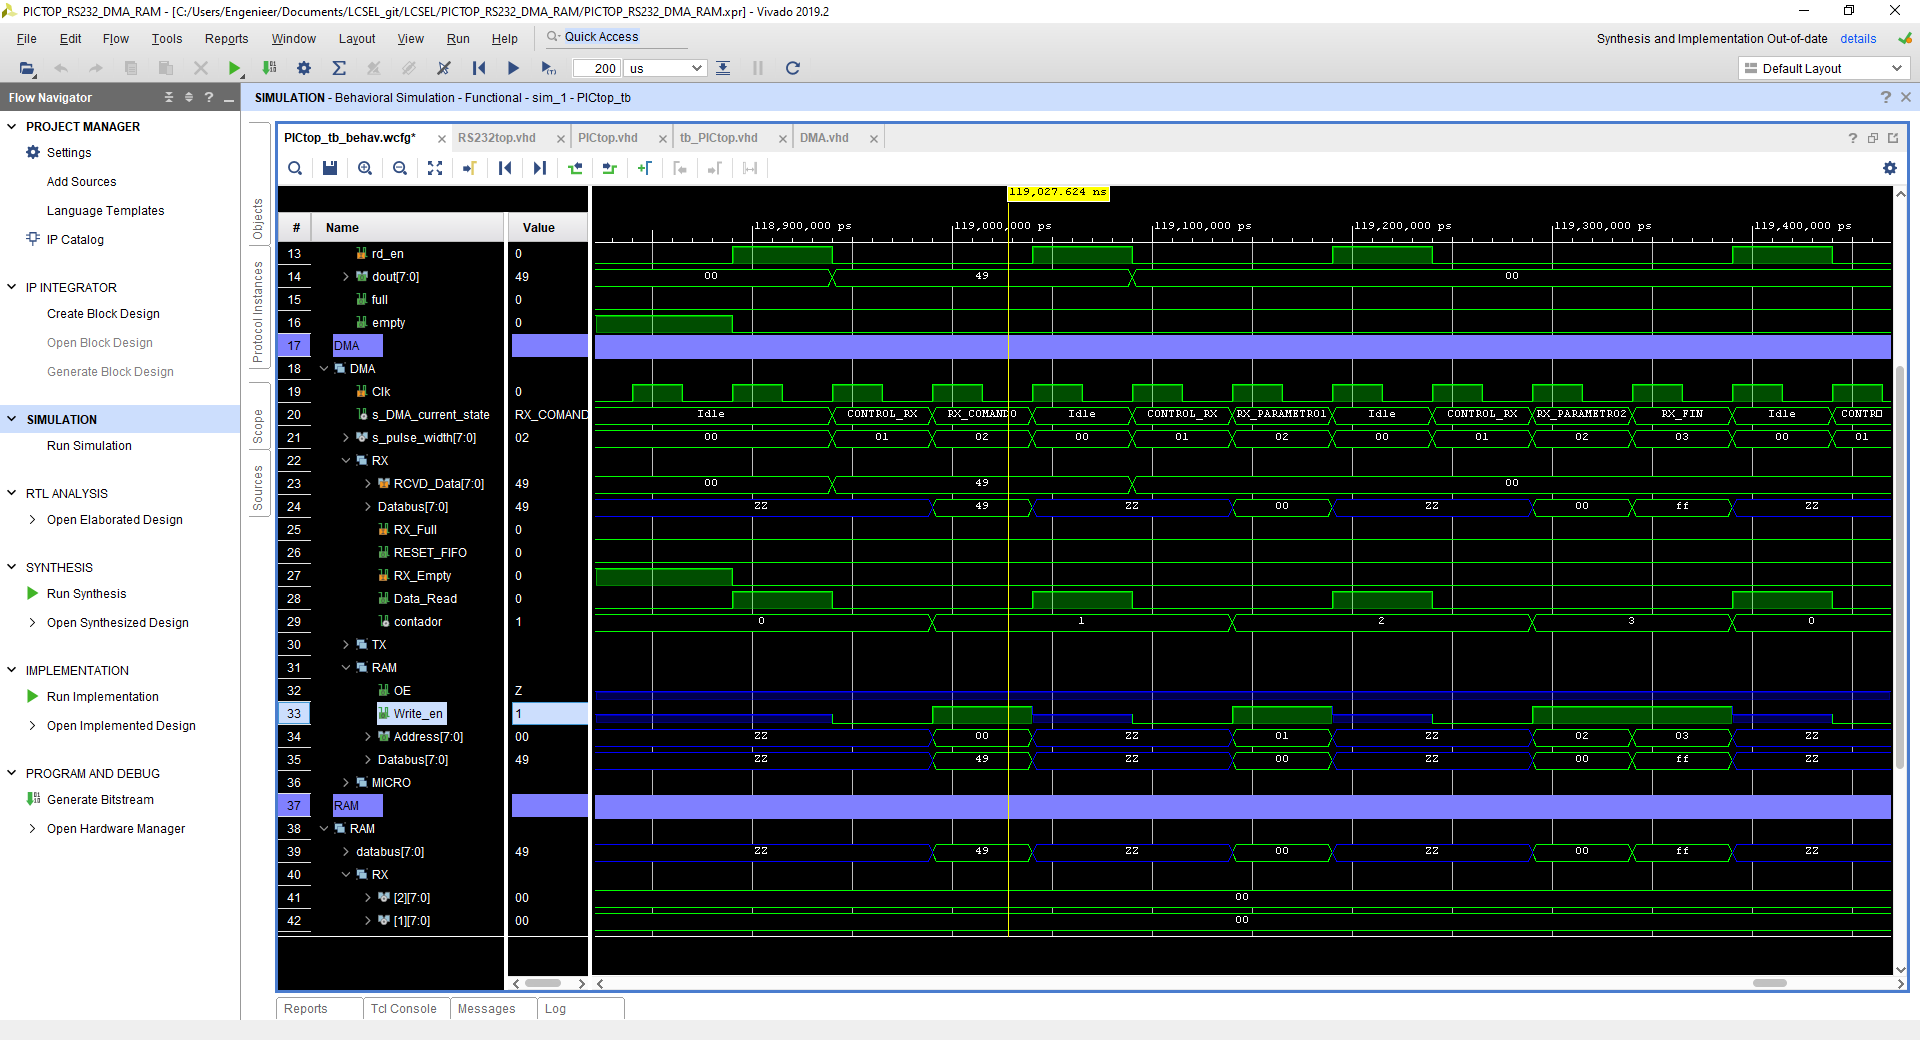 PICTOP_RS232_DMA_RAM - [C:/Users/Engenieer/Documents/LCSEL_git/LCSEL/PICTOP_RS232_DMA_RAM/PICTOP_RS232_DMA_RAM.xpr] - Vivado 2019.2
File Edit Flow Tools Reports Window Layout View Run Help Quick Access
Synthesis and Implementation Out-of-date details
200 us
Default Layout
Flow Navigator
SIMULATION - Behavioral Simulation - Functional - sim_1 - PICtop_tb
PROJECT MANAGER
Settings
Add Sources
Language Templates
IP Catalog
IP INTEGRATOR
Create Block Design
Open Block Design
Generate Block Design
SIMULATION
Run Simulation
RTL ANALYSIS
Open Elaborated Design
SYNTHESIS
Run Synthesis
Open Synthesized Design
IMPLEMENTATION
Run Implementation
Open Implemented Design
PROGRAM AND DEBUG
Generate Bitstream
Open Hardware Manager
Objects
Protocol Instances
Scope
Sources
PICtop_tb_behav.wcfg* RS232top.vhd PICtop.vhd tb_PICtop.vhd DMA.vhd
119,027.624 ns
# Name Value
118,900,000 ps 119,000,000 ps 119,100,000 ps 119,200,000 ps 119,300,000 ps 119,400,000 ps
13 rd_en 0
14 dout[7:0] 49 00 49 00
15 full 0
16 empty 0
17 DMA
18 DMA
19 Clk 0
20 s_DMA_current_state RX_COMAND Idle CONTROL_RX RX_COMANDO Idle CONTROL_RX RX_PARAMETRO1 Idle CONTROL_RX RX_PARAMETRO2 RX_FIN Idle CONTRO
21 s_pulse_width[7:0] 02 00 01 02 00 01 02 00 01 02 03 00 01
22 RX
23 RCVD_Data[7:0] 49 00 49 00
24 Databus[7:0] 49 ZZ 49 ZZ 00 ZZ 00 ff ZZ
25 RX_Full 0
26 RESET_FIFO 0
27 RX_Empty 0
28 Data_Read 0
29 contador 1 0 1 2 3 0
30 TX
31 RAM
32 OE Z
33 Write_en 1
34 Address[7:0] 00 ZZ 00 ZZ 01 ZZ 02 03 ZZ
35 Databus[7:0] 49 ZZ 49 ZZ 00 ZZ 00 ff ZZ
36 MICRO
37 RAM
38 RAM
39 databus[7:0] 49 ZZ 49 ZZ 00 ZZ 00 ff ZZ
40 RX
41 [2][7:0] 00 00
42 [1][7:0] 00 00
Reports Tcl Console Messages Log